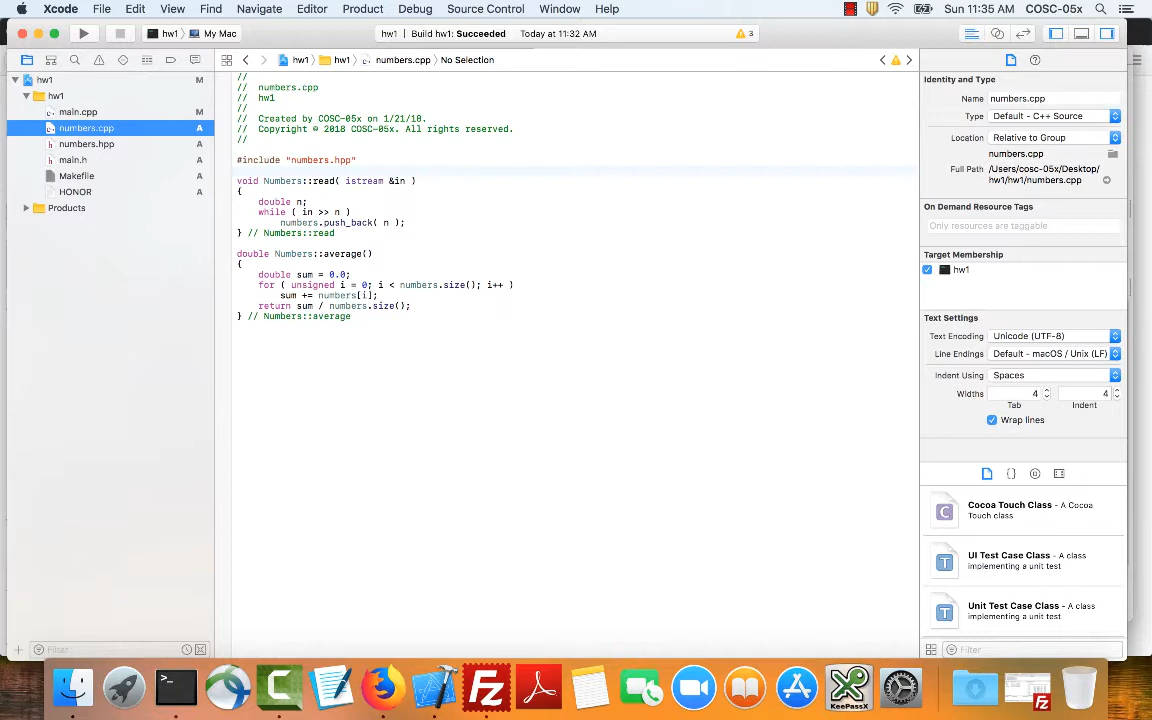 Xcode File Edit View Find Navigate Editor Product Debug Source Control Window Help Sun 11:35 AM COSC-05x
hw1 My Mac hw1 | Build hw1: Succeeded Today at 11:32 AM 3
hw1 hw1 numbers.cpp No Selection
hw1 M
hw1
main.cpp M
numbers.cpp A
numbers.hpp A
main.h A
Makefile A
HONOR A
Products
Filter
//
// numbers.cpp
// hw1
//
// Created by COSC-05x on 1/21/18.
// Copyright © 2018 COSC-05x. All rights reserved.
//
#include "numbers.hpp"
void Numbers::read( istream &in )
{
double n;
while ( in >> n )
numbers.push_back( n );
} // Numbers::read
double Numbers::average()
{
double sum = 0.0;
for ( unsigned i = 0; i < numbers.size(); i++ )
sum += numbers[i];
return sum / numbers.size();
} // Numbers::average
Identity and Type
Name numbers.cpp
Type Default - C++ Source
Location Relative to Group
numbers.cpp
Full Path /Users/cosc-05x/Desktop/
hw1/hw1/numbers.cpp
On Demand Resource Tags
Only resources are taggable
Target Membership
hw1
Text Settings
Text Encoding Unicode (UTF-8)
Line Endings Default - macOS / Unix (LF)
Indent Using Spaces
Widths 4 4
Tab Indent
Wrap lines
{}
C Cocoa Touch Class - A Cocoa
Touch class
T UI Test Case Class - A class
implementing a unit test
T Unit Test Case Class - A class
implementing a unit test
Filter
>_
C
Fz
KeePassX
Fz